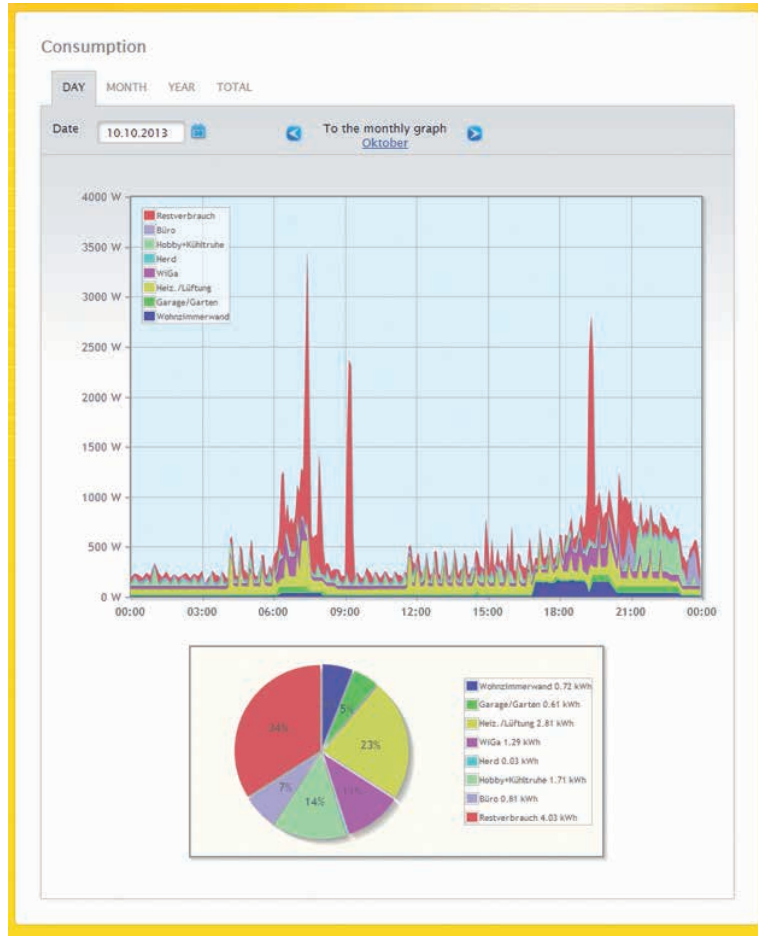 Consumption
DAY MONTH YEAR TOTAL
Date 10.10.2013 To the monthly graph
Oktober
4000 W
3500 W
3000 W
2500 W
2000 W
1500 W
1000 W
500 W
0 W
Restverbrauch
Büro
Hobby+Kühltruhe
Herd
WiGa
Heiz./Lüftung
Garage/Garten
Wohnzimmerwand
00:00 03:00 06:00 09:00 12:00 15:00 18:00 21:00 00:00
5%
23%
11%
14%
7%
34%
Wohnzimmerwand 0.72 kWh
Garage/Garten 0.61 kWh
Heiz./Lüftung 2.81 kWh
WiGa 1.29 kWh
Herd 0.03 kWh
Hobby+Kühltruhe 1.71 kWh
Büro 0.81 kWh
Restverbrauch 4.03 kWh